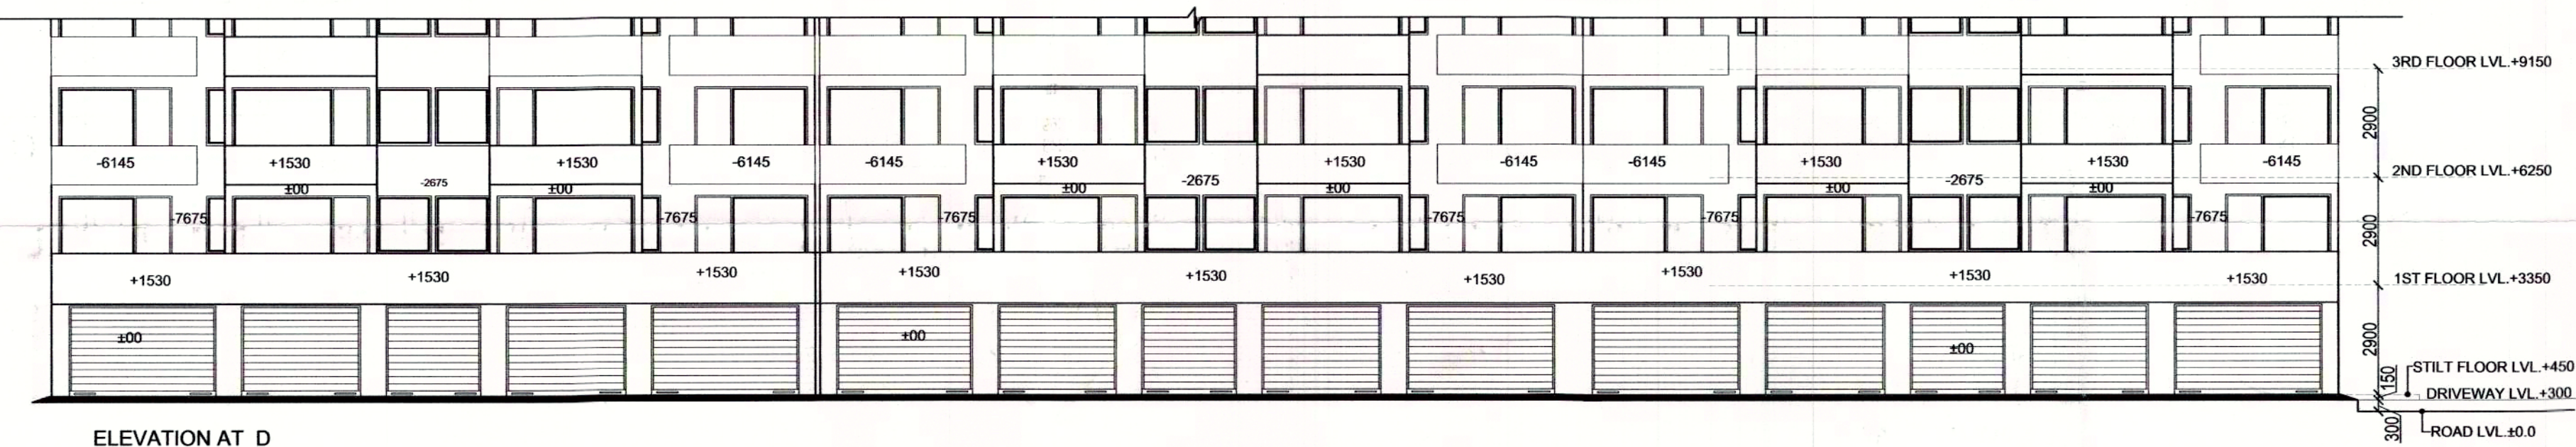 3RD FLOOR LVL.+9150
2900
-6145 +1530 +1530 -6145 -6145 +1530 +1530 -6145 -6145 +1530 +1530 -6145
2ND FLOOR LVL.+6250
-2675 -2675 -2675
±00 ±00 ±00 ±00 ±00 ±00
-7675 -7675 -7675 -7675 -7675 -7675
2900
+1530 +1530 +1530 +1530 +1530 +1530 +1530 +1530 +1530
1ST FLOOR LVL.+3350
±00 ±00 ±00
2900
STILT FLOOR LVL.+450
150
DRIVEWAY LVL.+300
300
ROAD LVL.±0.0
ELEVATION AT D